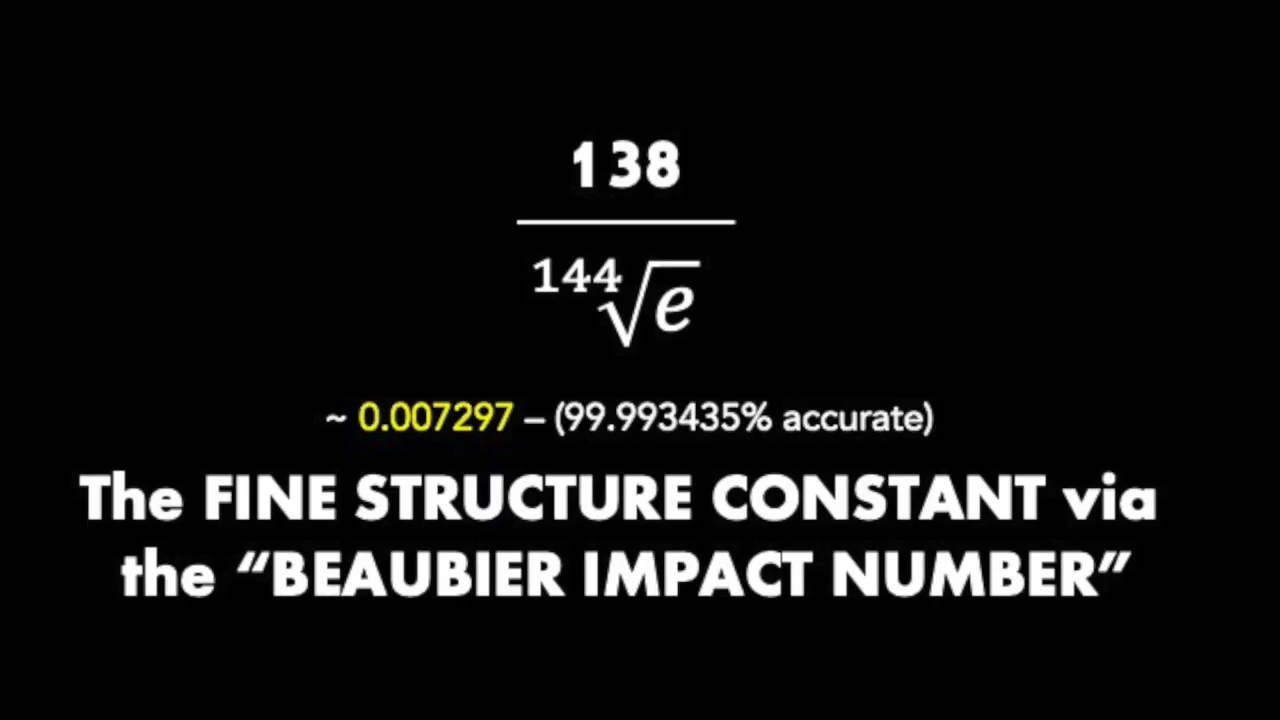 138
144√e
~ 0.007297 – (99.993435% accurate)
The FINE STRUCTURE CONSTANT via
the “BEAUBIER IMPACT NUMBER”